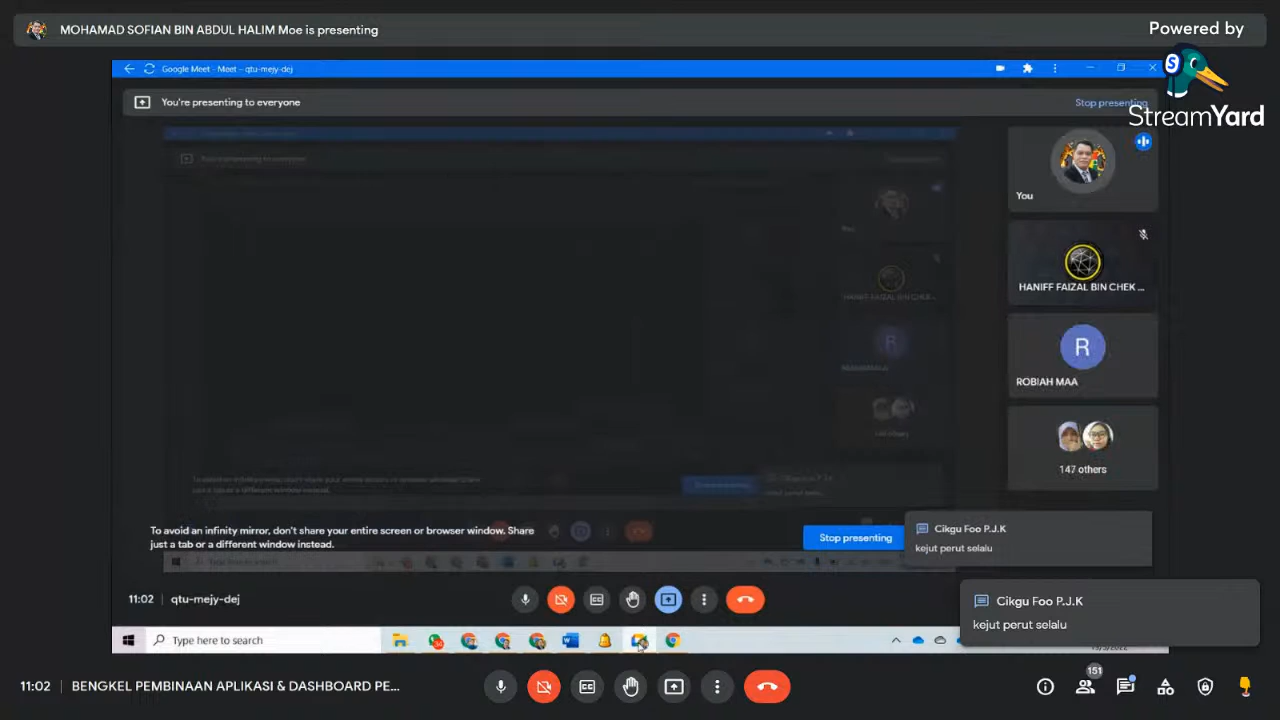 MOHAMAD SOFIAN BIN ABDUL HALIM Moe is presenting
Powered by
StreamYard
Google Meet - Meet – qtu-mejy-dej
You're presenting to everyone
Stop presenting
You
HANIFF FAIZAL BIN CHEK ...
R
ROBIAH MAA
147 others
To avoid an infinity mirror, don't share your entire screen or browser window. Share
just a tab or a different window instead.
Stop presenting
Cikgu Foo P.J.K
kejut perut selalu
11:02
qtu-mejy-dej
Cikgu Foo P.J.K
kejut perut selalu
Type here to search
11:02
BENGKEL PEMBINAAN APLIKASI & DASHBOARD PE...
151